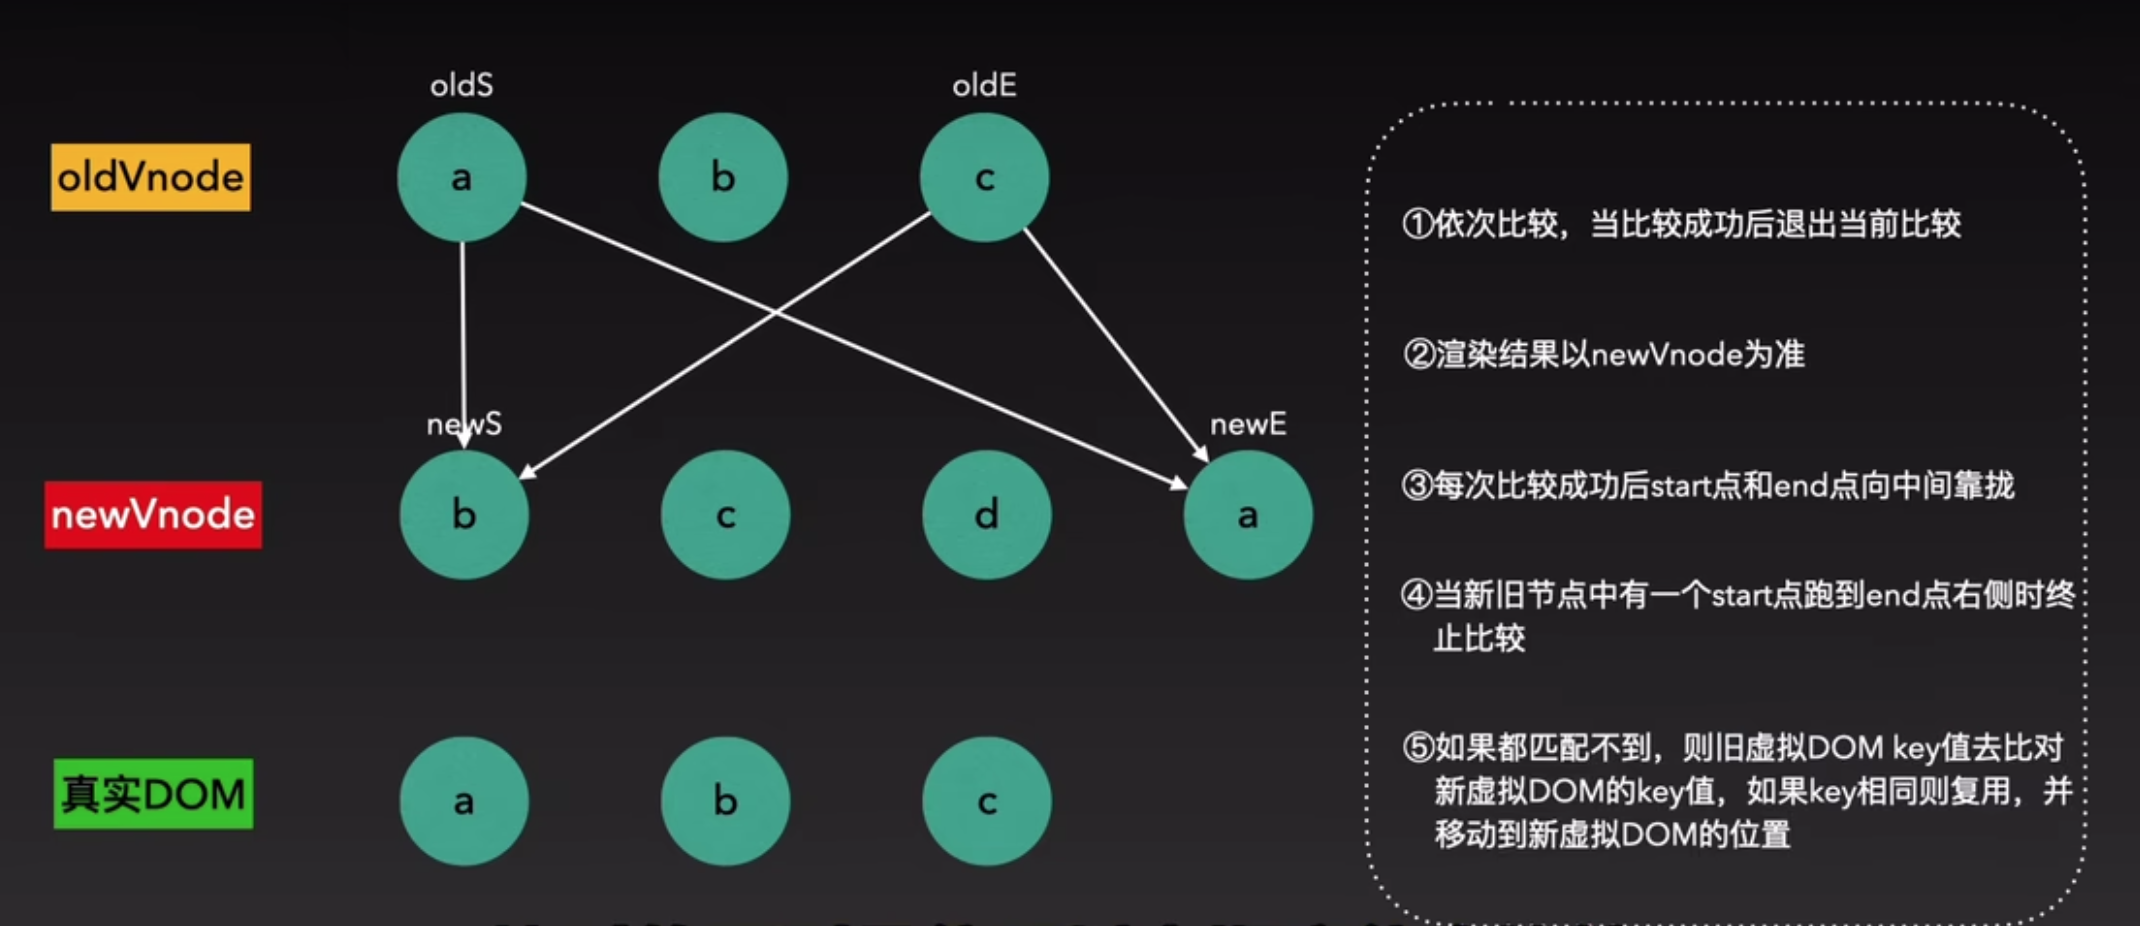 oldS
oldE
oldVnode
a
b
c
newS
newE
newVnode
b
c
d
a
真实DOM
a
b
c
①依次比较，当比较成功后退出当前比较
②渲染结果以newVnode为准
③每次比较成功后start点和end点向中间靠拢
④当新旧节点中有一个start点跑到end点右侧时终
止比较
⑤如果都匹配不到，则旧虚拟DOM key值去比对
新虚拟DOM的key值，如果key相同则复用，并
移动到新虚拟DOM的位置